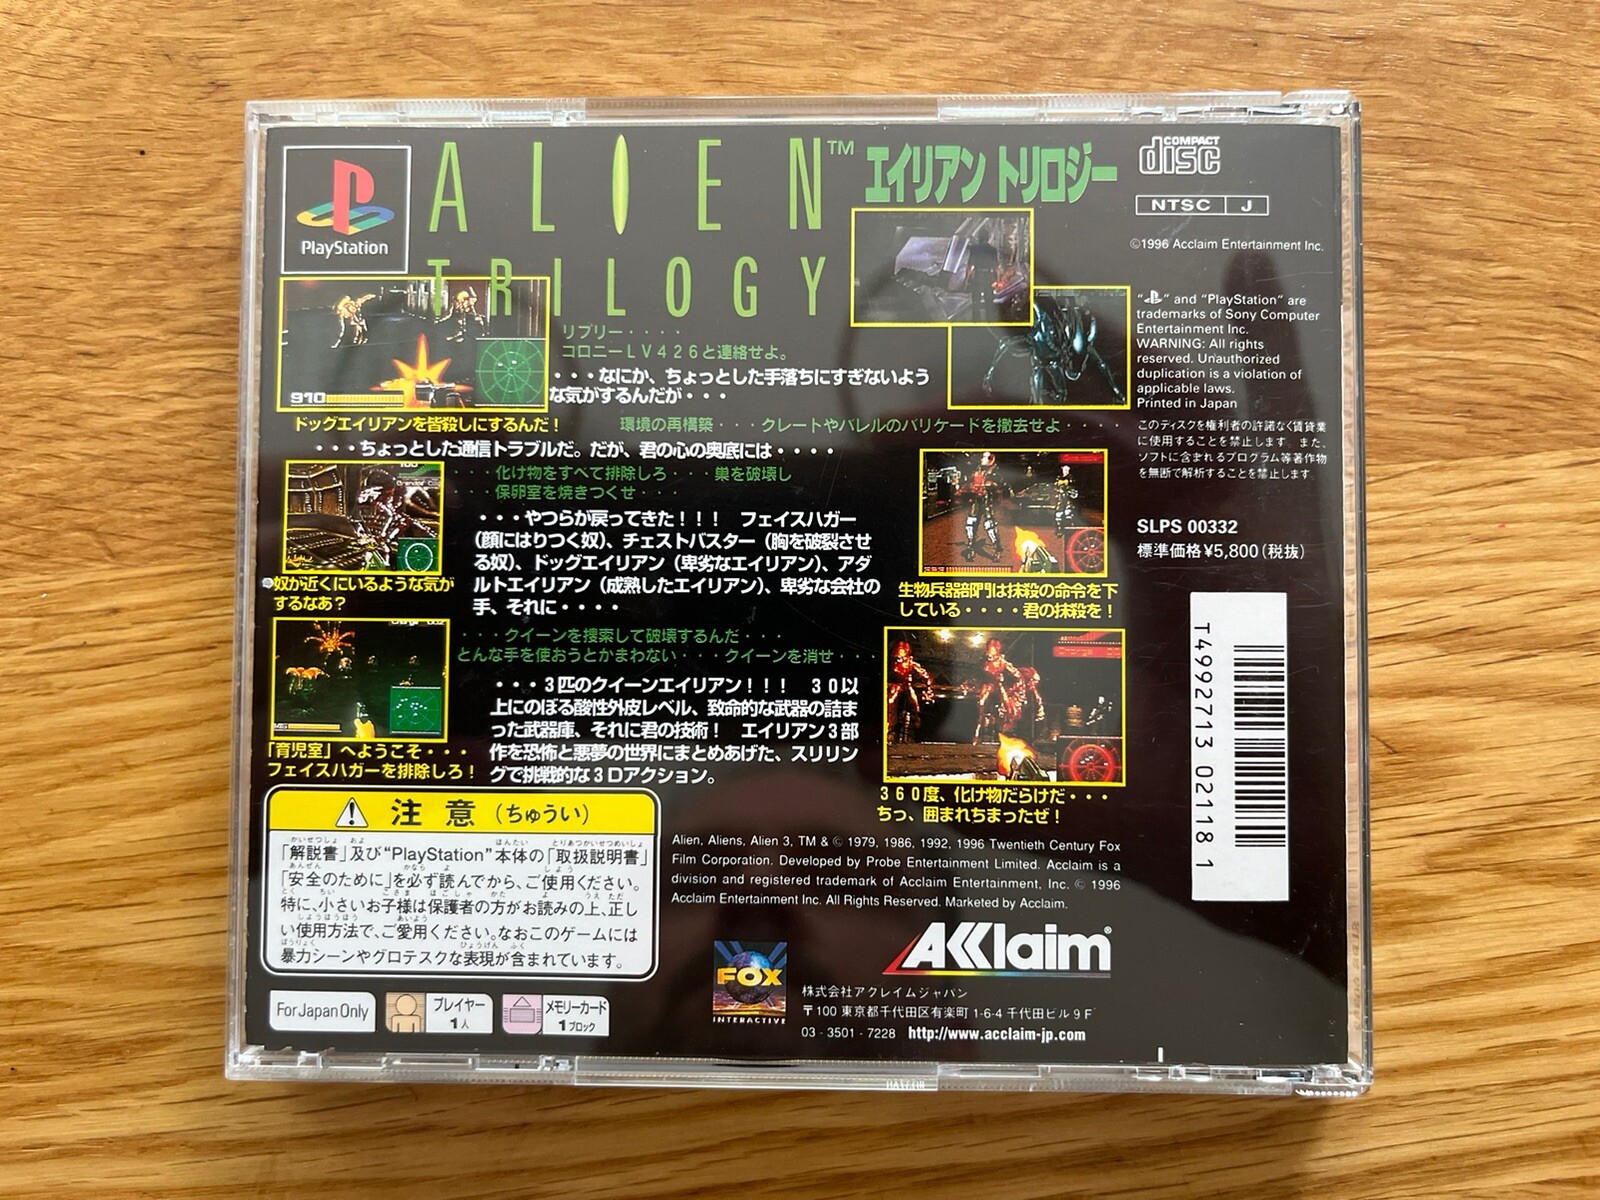 PlayStation
ALIEN™
TRILOGY
エイリアン トリロジー
COMPACT
disc
NTSC J
©1996 Acclaim Entertainment Inc.
" " and "PlayStation" are
trademarks of Sony Computer
Entertainment Inc.
WARNING: All rights
reserved. Unauthorized
duplication is a violation of
applicable laws.
Printed in Japan
このディスクを権利者の許諾なく賃貸業
に使用することを禁止します。また、
ソフトに含まれるプログラム等著作物
を無断で解析することを禁止します。
SLPS 00332
標準価格¥5,800(税抜)
T4992713 02118 1
910
リプリー・・・・
コロニーLV426と連絡せよ。
・・・なにか、ちょっとした手落ちにすぎないよう
な気がするんだが・・・
ドッグエイリアンを皆殺しにするんだ！
環境の再構築・・・クレートやバレルのバリケードを撤去せよ・・・・
・・・ちょっとした通信トラブルだ。だが、君の心の奥底には・・・・
・・・化け物をすべて排除しろ・・・巣を破壊し
・・・保卵室を焼きつくせ・・・
・・・やつらが戻ってきた！！！ フェイスハガー
（顔にはりつく奴）、チェストバスター（胸を破裂させ
る奴）、ドッグエイリアン（卑劣なエイリアン）、アダ
ルトエイリアン（成熟したエイリアン）、卑劣な会社の
手、それに・・・・
奴が近くにいるような気が
するなあ？
生物兵器部門は抹殺の命令を下
している・・・・君の抹殺を！
・・・クイーンを捜索して破壊するんだ・・・
とんな手を使おうとかまわない・・・クイーンを消せ・・・
・・・3匹のクイーンエイリアン！！！ 30以
上にのぼる酸性外皮レベル、致命的な武器の詰ま
った武器庫、それに君の技術！ エイリアン3部
作を恐怖と悪夢の世界にまとめあげた、スリリン
グで挑戦的な3Dアクション。
「育児室」へようこそ・・・
フェイスハガーを排除しろ！
360度、化け物だらけだ・・・
ちっ、囲まれちまったぜ！
注意（ちゅうい）
「解説書」及び"PlayStation"本体の「取扱説明書」
「安全のために」を必ず読んでから、ご使用ください。
特に、小さいお子様は保護者の方がお読みの上、正し
い使用方法で、ご愛用ください。なおこのゲームには
暴力シーンやグロテスクな表現が含まれています。
For Japan Only
プレイヤー
1人
メモリーカード
1ブロック
Alien, Aliens, Alien 3, TM & © 1979, 1986, 1992, 1996 Twentieth Century Fox
Film Corporation. Developed by Probe Entertainment Limited. Acclaim is a
division and registered trademark of Acclaim Entertainment, Inc. © 1996
Acclaim Entertainment Inc. All Rights Reserved. Marketed by Acclaim.
FOX
INTERACTIVE
AKKlaim®
株式会社アクレイムジャパン
〒100 東京都千代田区有楽町1-6-4 千代田ビル9F
03-3501-7228 http://www.acclaim-jp.com